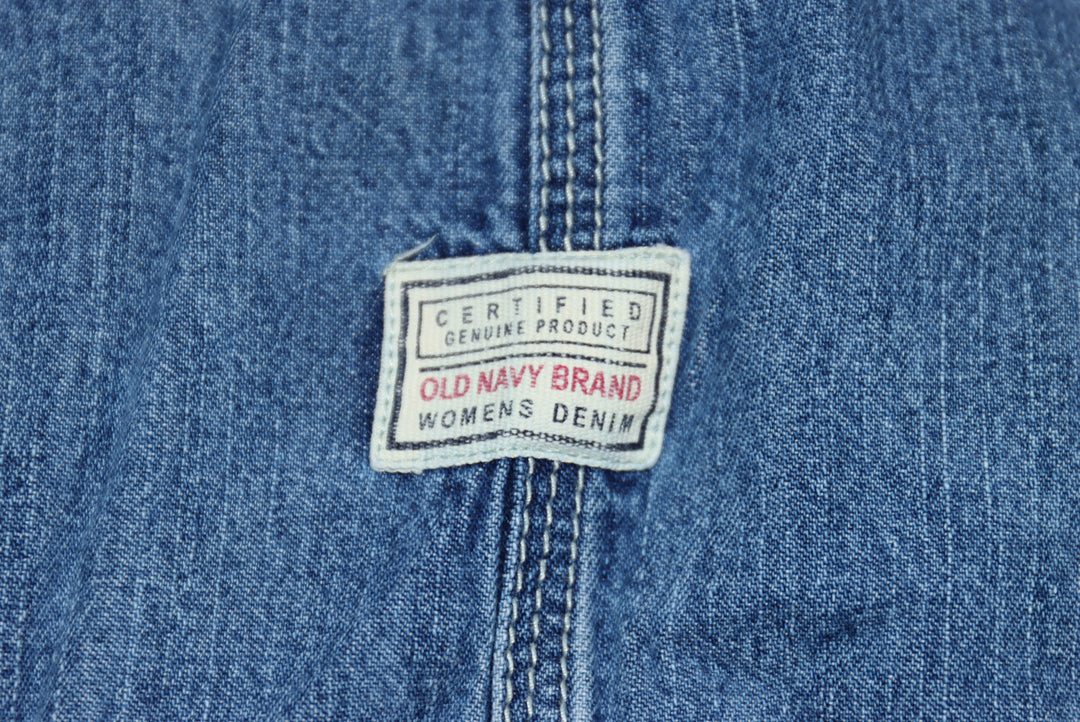 CERTIFIED
GENUINE PRODUCT
OLD NAVY BRAND
WOMENS DENIM